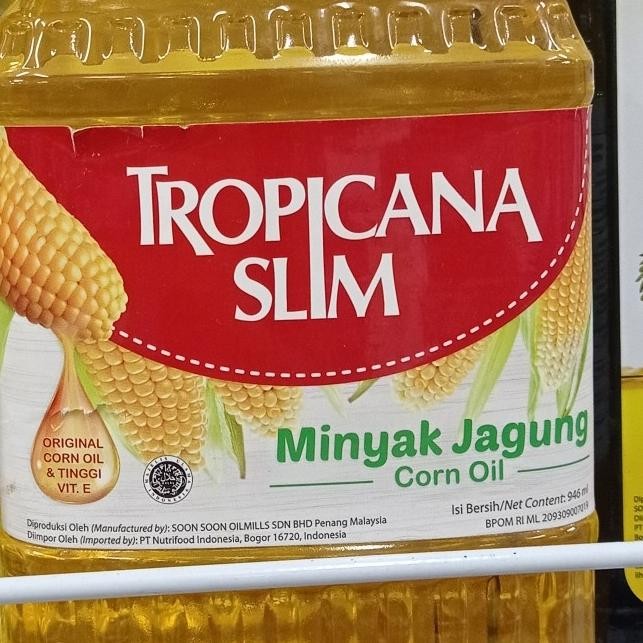 TROPICANA
SLIM
ORIGINAL
CORN OIL
& TINGGI
VIT. E
Minyak Jagung
Corn Oil
Isi Bersih/Net Content: 946 ml
BPOM RI ML
Diproduksi Oleh (Manufactured by): SOON SOON OILMILLS SDN BHD Penang Malaysia
Diimpor Oleh (Imported by): PT Nutrifood Indonesia, Bogor 16720, Indonesia